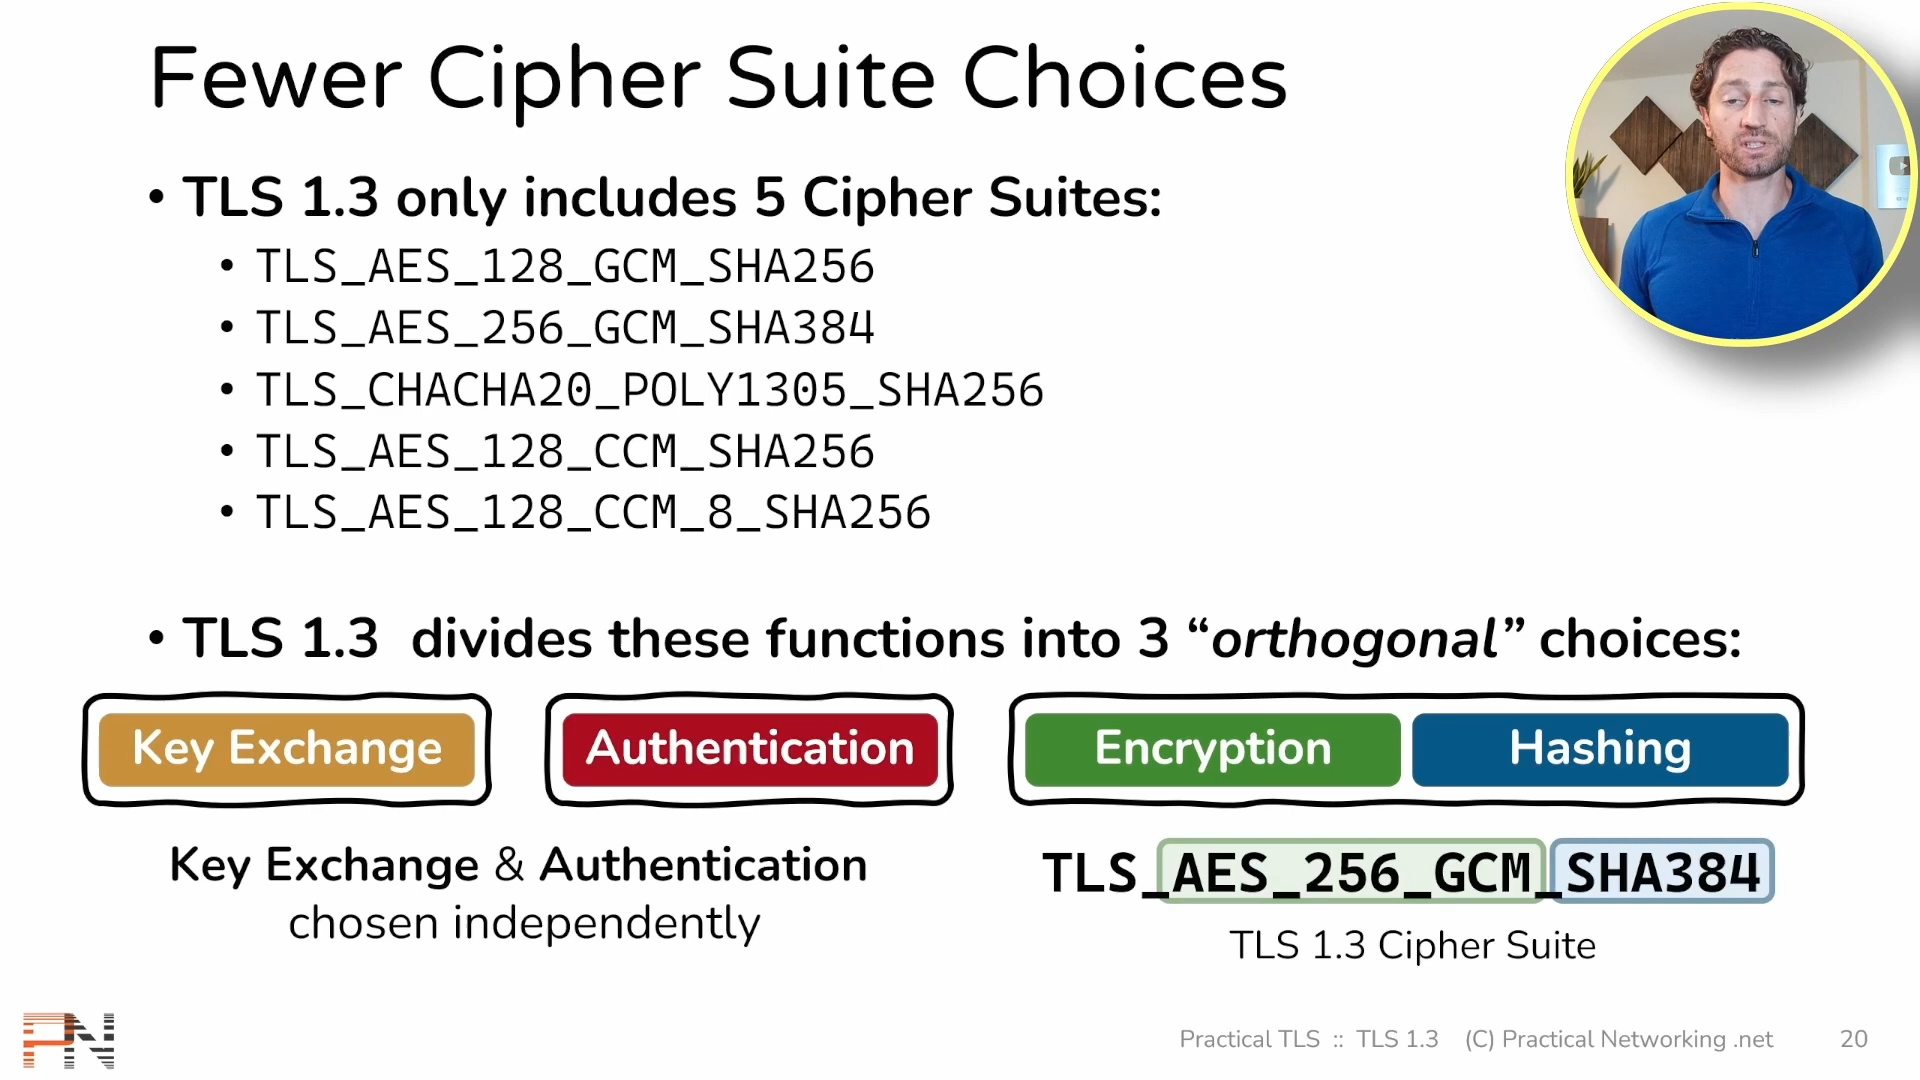 Fewer Cipher Suite Choices
• TLS 1.3 only includes 5 Cipher Suites:
• TLS_AES_128_GCM_SHA256
• TLS_AES_256_GCM_SHA384
• TLS_CHACHA20_POLY1305_SHA256
• TLS_AES_128_CCM_SHA256
• TLS_AES_128_CCM_8_SHA256
• TLS 1.3  divides these functions into 3 “orthogonal” choices:
Key Exchange
Authentication
Encryption
Hashing
Key Exchange & Authentication
chosen independently
TLS_AES_256_GCM_SHA384
TLS 1.3 Cipher Suite
PN
Practical TLS :: TLS 1.3 (C) Practical Networking .net 20